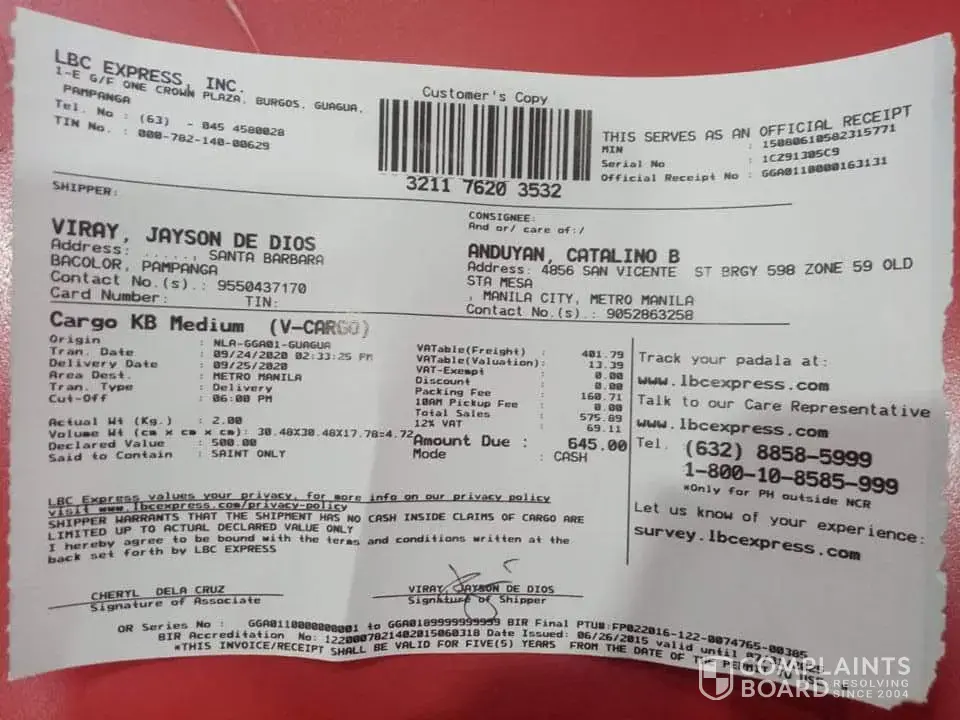 LBC EXPRESS, INC.
1-E G/F ONE CROWN PLAZA, BURGOS, GUAGUA,
PAMPANGA
Tel. No : (63) - 045 4580028
TIN No. : 000-782-140-00629
Customer's Copy
3211 7620 3532
THIS SERVES AS AN OFFICIAL RECEIPT
MIN : 15080610582315771
Serial No : 1CZ91305C9
Official Receipt No : GGA0110000163131
SHIPPER:
VIRAY, JAYSON DE DIOS
Address: ......, SANTA BARBARA
BACOLOR, PAMPANGA
Contact No.(s).: 9550437170
Card Number: TIN:
CONSIGNEE:
And or/ care of:/
ANDUYAN, CATALINO B
Address: 4856 SAN VICENTE ST BRGY 598 ZONE 59 OLD
STA MESA
, MANILA CITY, METRO MANILA
Contact No.(s).: 9052863258
Cargo KB Medium (V-CARGO)
Origin : NLA-GGA01-GUAGUA
Tran. Date : 09/24/2020 02:33:25 PM
Delivery Date : 09/25/2020
Area Dest. : METRO MANILA
Tran. Type : Delivery
Cut-Off : 06:00 PM
Actual Wt (Kg.) : 2.00
Volume Wt (cm x cm x cm): 30.48X30.48X17.78=4.72
Declared Value : 500.00
Said to Contain : SAINT ONLY
VATable(Freight) : 401.79
VATable(Valuation): 13.39
VAT-Exempt : 0.00
Discount : 0.00
Packing Fee : 160.71
10AM Pickup Fee : 0.00
Total Sales : 575.89
12% VAT : 69.11
Amount Due : 645.00
Mode : CASH
Track your padala at:
www.lbcexpress.com
Talk to our Care Representative
www.lbcexpress.com
Tel. (632) 8858-5999
1-800-10-8585-999
*Only for PH outside NCR
Let us know of your experience:
survey.lbcexpress.com
LBC Express values your privacy, for more info on our privacy policy
visit www.lbcexpress.com/privacy-policy
SHIPPER WARRANTS THAT THE SHIPMENT HAS NO CASH INSIDE CLAIMS OF CARGO ARE
LIMITED UP TO ACTUAL DECLARED VALUE ONLY
I hereby agree to be bound with the terms and conditions written at the
back set forth by LBC EXPRESS
CHERYL DELA CRUZ
Signature of Associate
VIRAY, JAYSON DE DIOS
Signature of Shipper
OR Series No : GGA0110000000001 to GGA0189999999999 BIR Final PTU#:FP022016-122-0074765-00385
BIR Accreditation No: 1220007821402015060318 Date Issued: 06/26/2015 valid until
*THIS INVOICE/RECEIPT SHALL BE VALID FOR FIVE(5) YEARS FROM THE DATE OF THE PERMIT
COMPLAINTS
BOARD RESOLVING
SINCE 2004